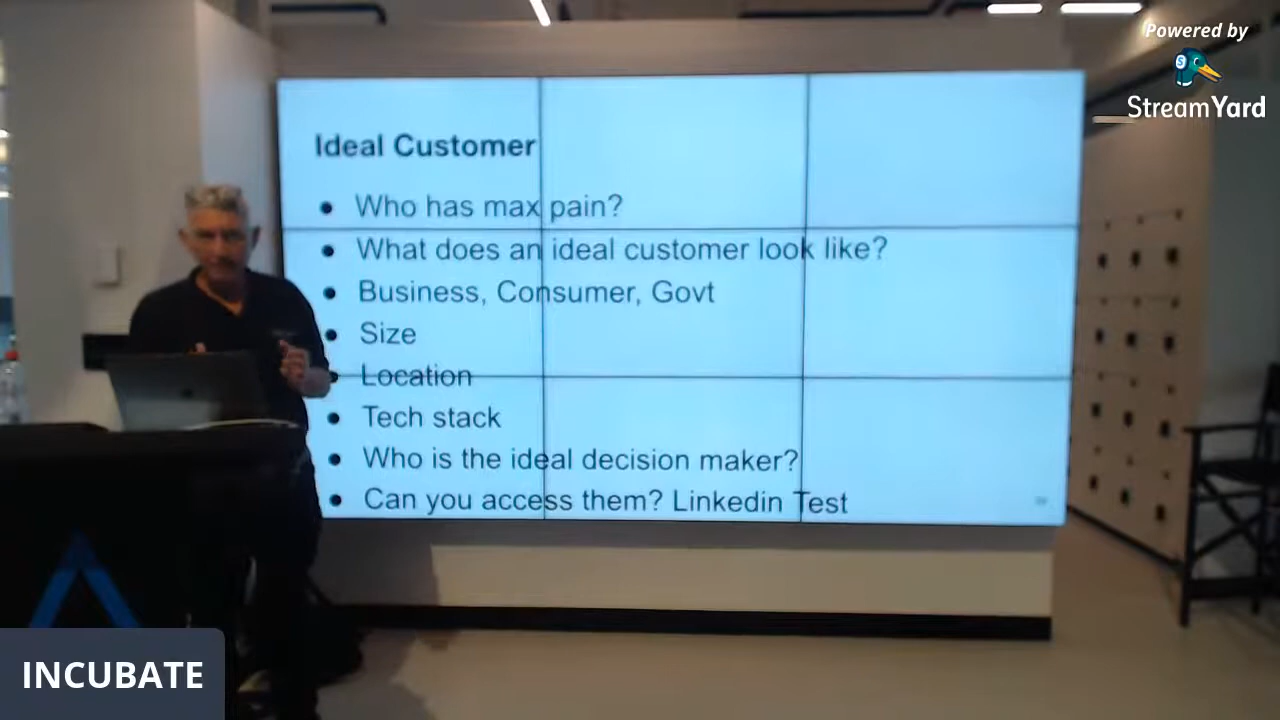 Powered by
StreamYard
Ideal Customer
Who has max pain?
What does an ideal customer look like?
Business, Consumer, Govt
Size
Location
Tech stack
Who is the ideal decision maker?
Can you access them? Linkedin Test
INCUBATE